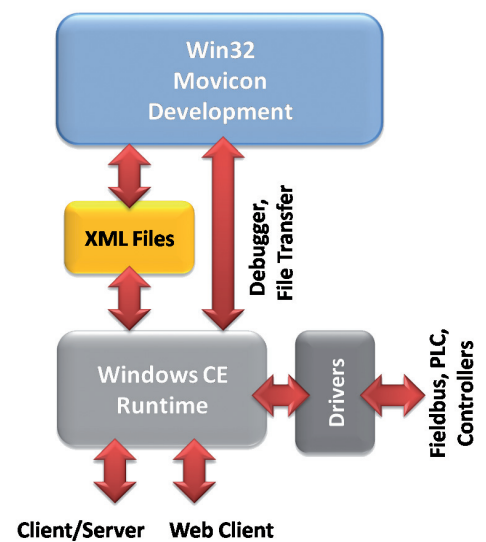 Win32
Movicon
Development
Debugger,
File Transfer
XML Files
Windows CE
Runtime
Drivers
Fieldbus, PLC,
Controllers
Client/Server
Web Client